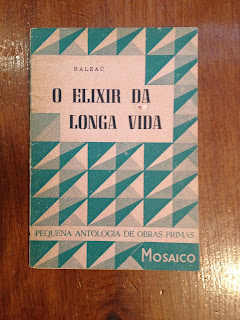 BALZAC
O ELIXIR DA
LONGA VIDA
PEQUENA ANTOLOGIA DE OBRAS PRIMAS
MOSAICO